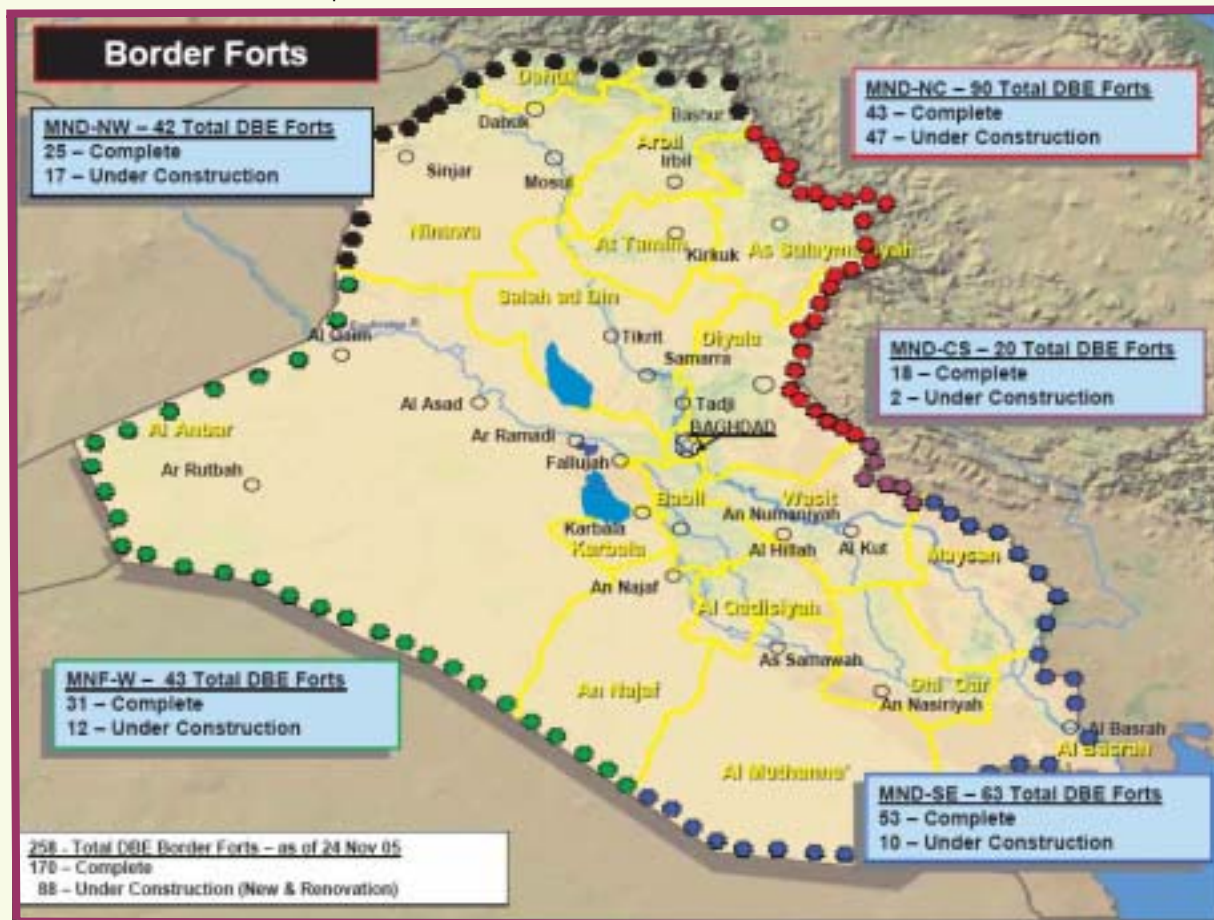 Border Forts
MND-NW – 42 Total DBE Forts
25 – Complete
17 – Under Construction
MND-NC – 90 Total DBE Forts
43 – Complete
47 – Under Construction
MND-CS – 20 Total DBE Forts
18 – Complete
2 – Under Construction
MNF-W – 43 Total DBE Forts
31 – Complete
12 – Under Construction
MND-SE – 63 Total DBE Forts
53 – Complete
10 – Under Construction
258 - Total DBE Border Forts – as of 24 Nov 05
170 – Complete
88 – Under Construction (New & Renovation)
Dahuk
Dabuk
Bashur
Arbil
Irbil
Sinjar
Mosul
Ninawa
At Tamim
Kirkuk
As Sulaymaniyah
Salah ad Din
Al Qaim
Tikrit
Diyala
Samarra
Al Asad
Tadji
Al Anbar
Ar Ramadi
BAGHDAD
Ar Rutbah
Fallujah
Babil
Wasit
Karbala
An Numaniyah
Karbala
Al Hillah
Al Kut
Maysan
An Najaf
Al Qadisiyah
As Samawah
An Najaf
Dhi Qar
An Nasiriyah
Al Basrah
Al Basrah
Al Muthanna'